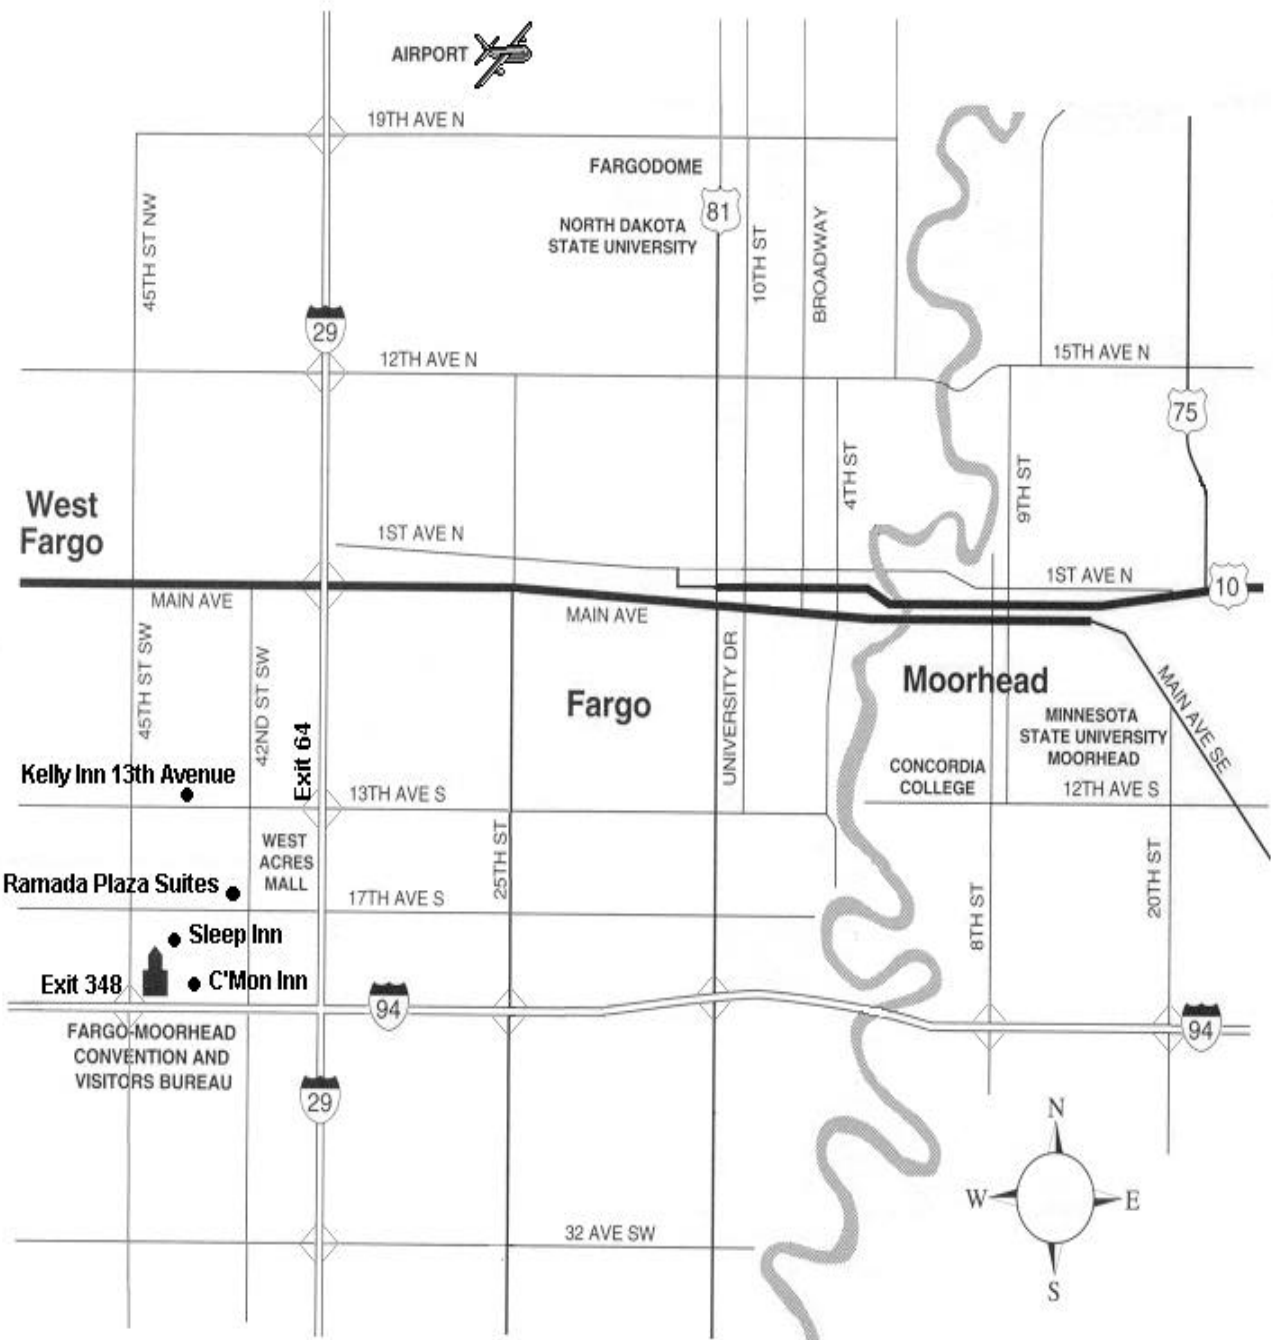 AIRPORT
19TH AVE N
FARGODOME
81
NORTH DAKOTA
STATE UNIVERSITY
45TH ST NW
10TH ST
BROADWAY
29
12TH AVE N
15TH AVE N
75
4TH ST
9TH ST
West
Fargo
1ST AVE N
1ST AVE N
10
MAIN AVE
MAIN AVE
45TH ST SW
42ND ST SW
Exit 64
Fargo
UNIVERSITY DR
Moorhead
MAIN AVE SE
MINNESOTA
STATE UNIVERSITY
MOORHEAD
CONCORDIA
COLLEGE
Kelly Inn 13th Avenue
13TH AVE S
12TH AVE S
WEST
ACRES
MALL
25TH ST
Ramada Plaza Suites
17TH AVE S
8TH ST
20TH ST
Sleep Inn
Exit 348
C'Mon Inn
94
94
FARGO-MOORHEAD
CONVENTION AND
VISITORS BUREAU
29
N
W
E
S
32 AVE SW